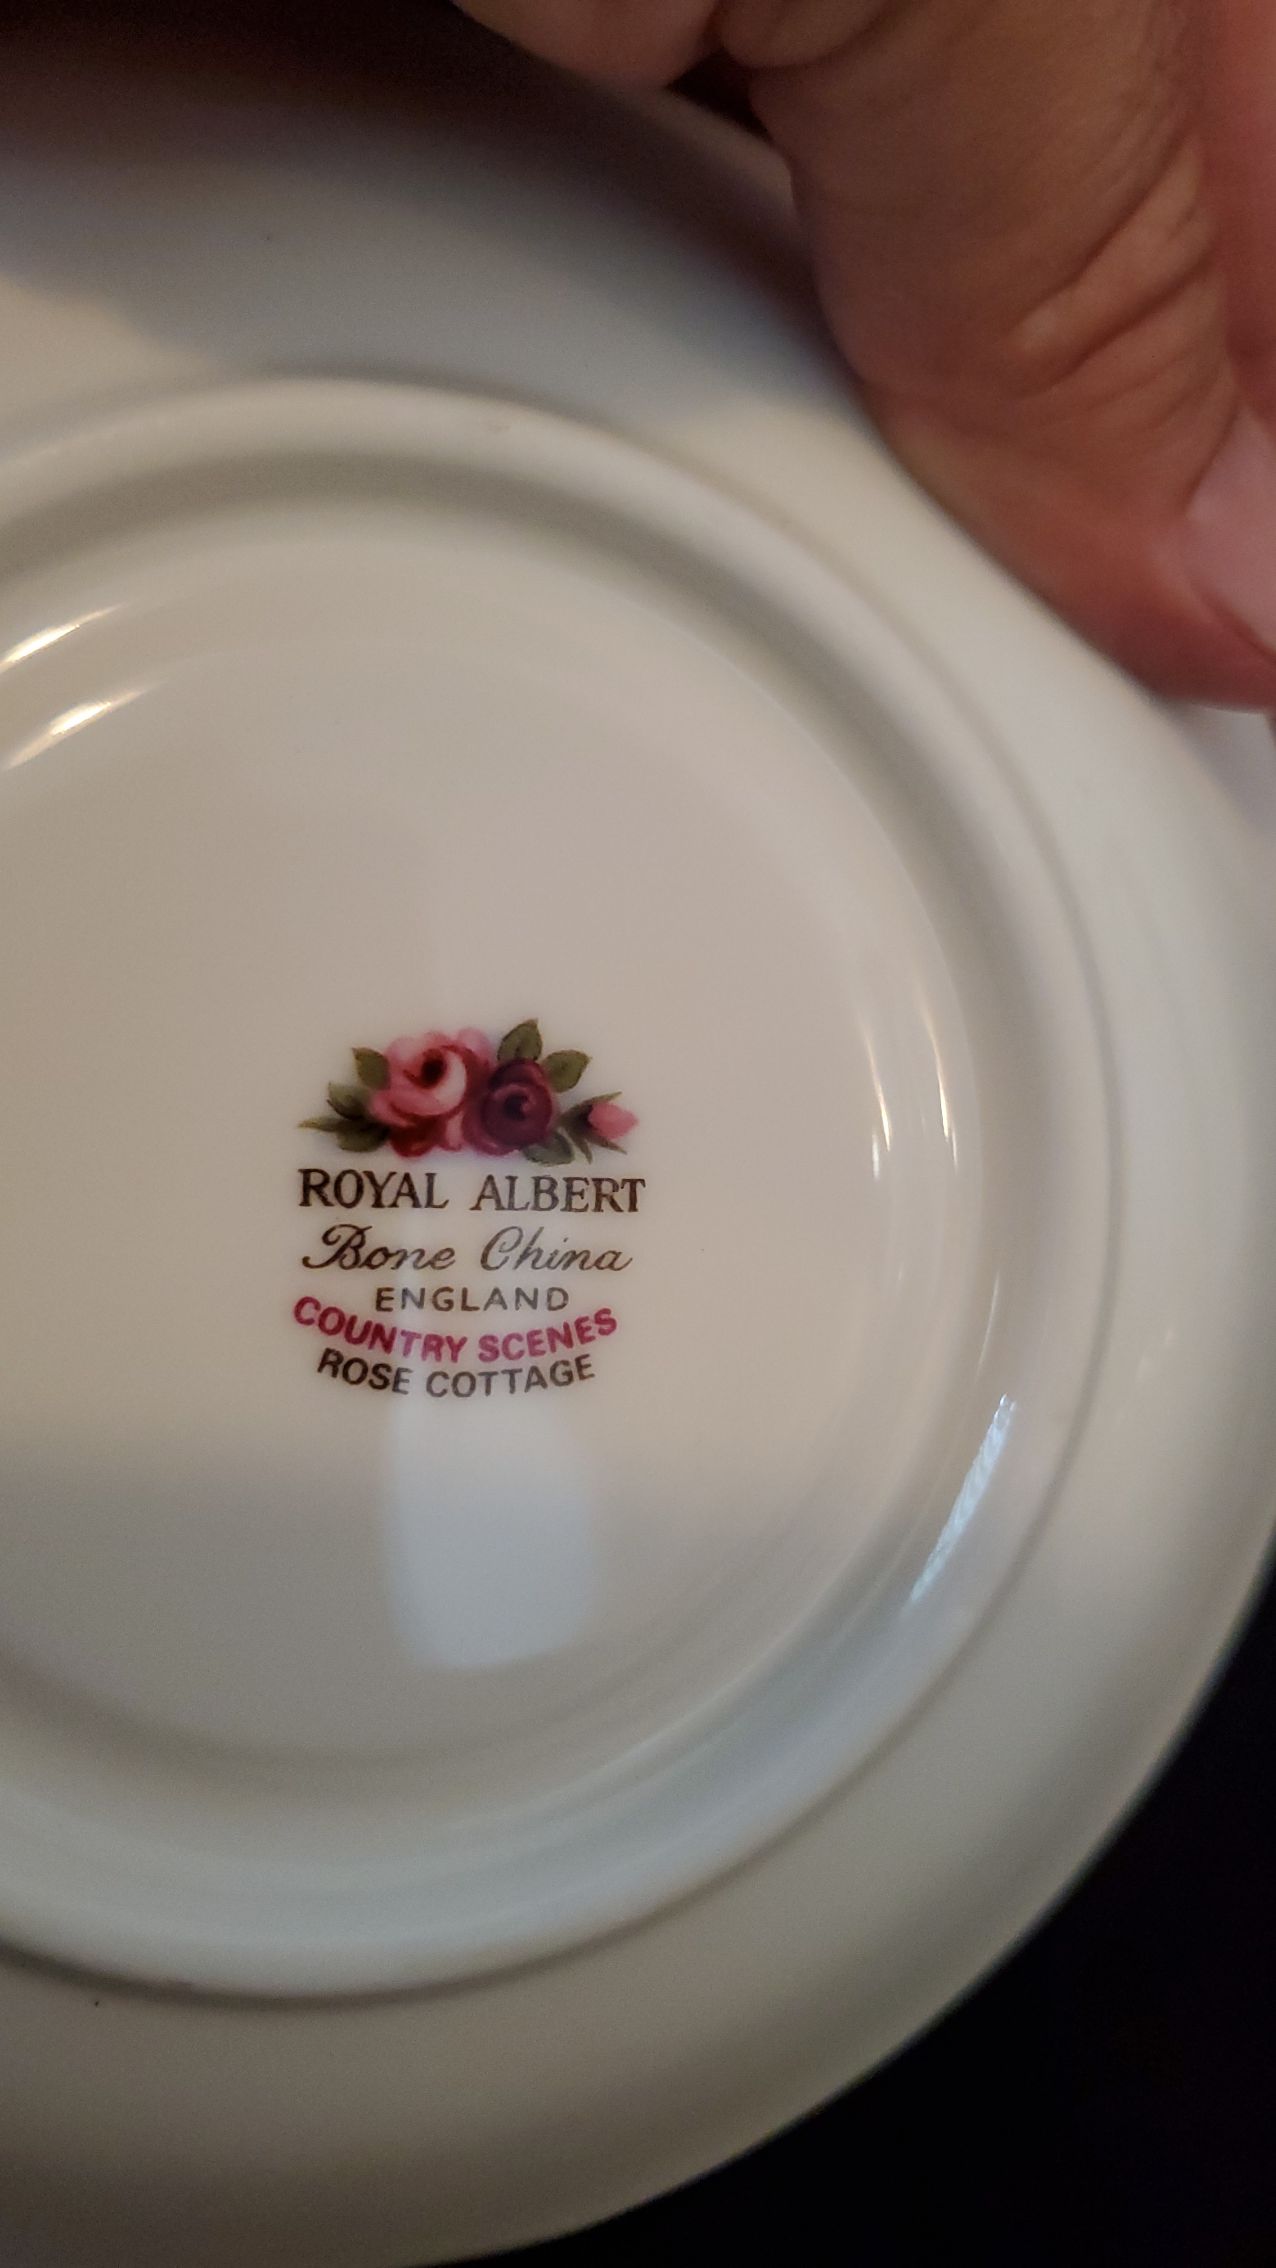 ROYAL ALBERT
Bone China
ENGLAND
COUNTRY SCENES
ROSE COTTAGE